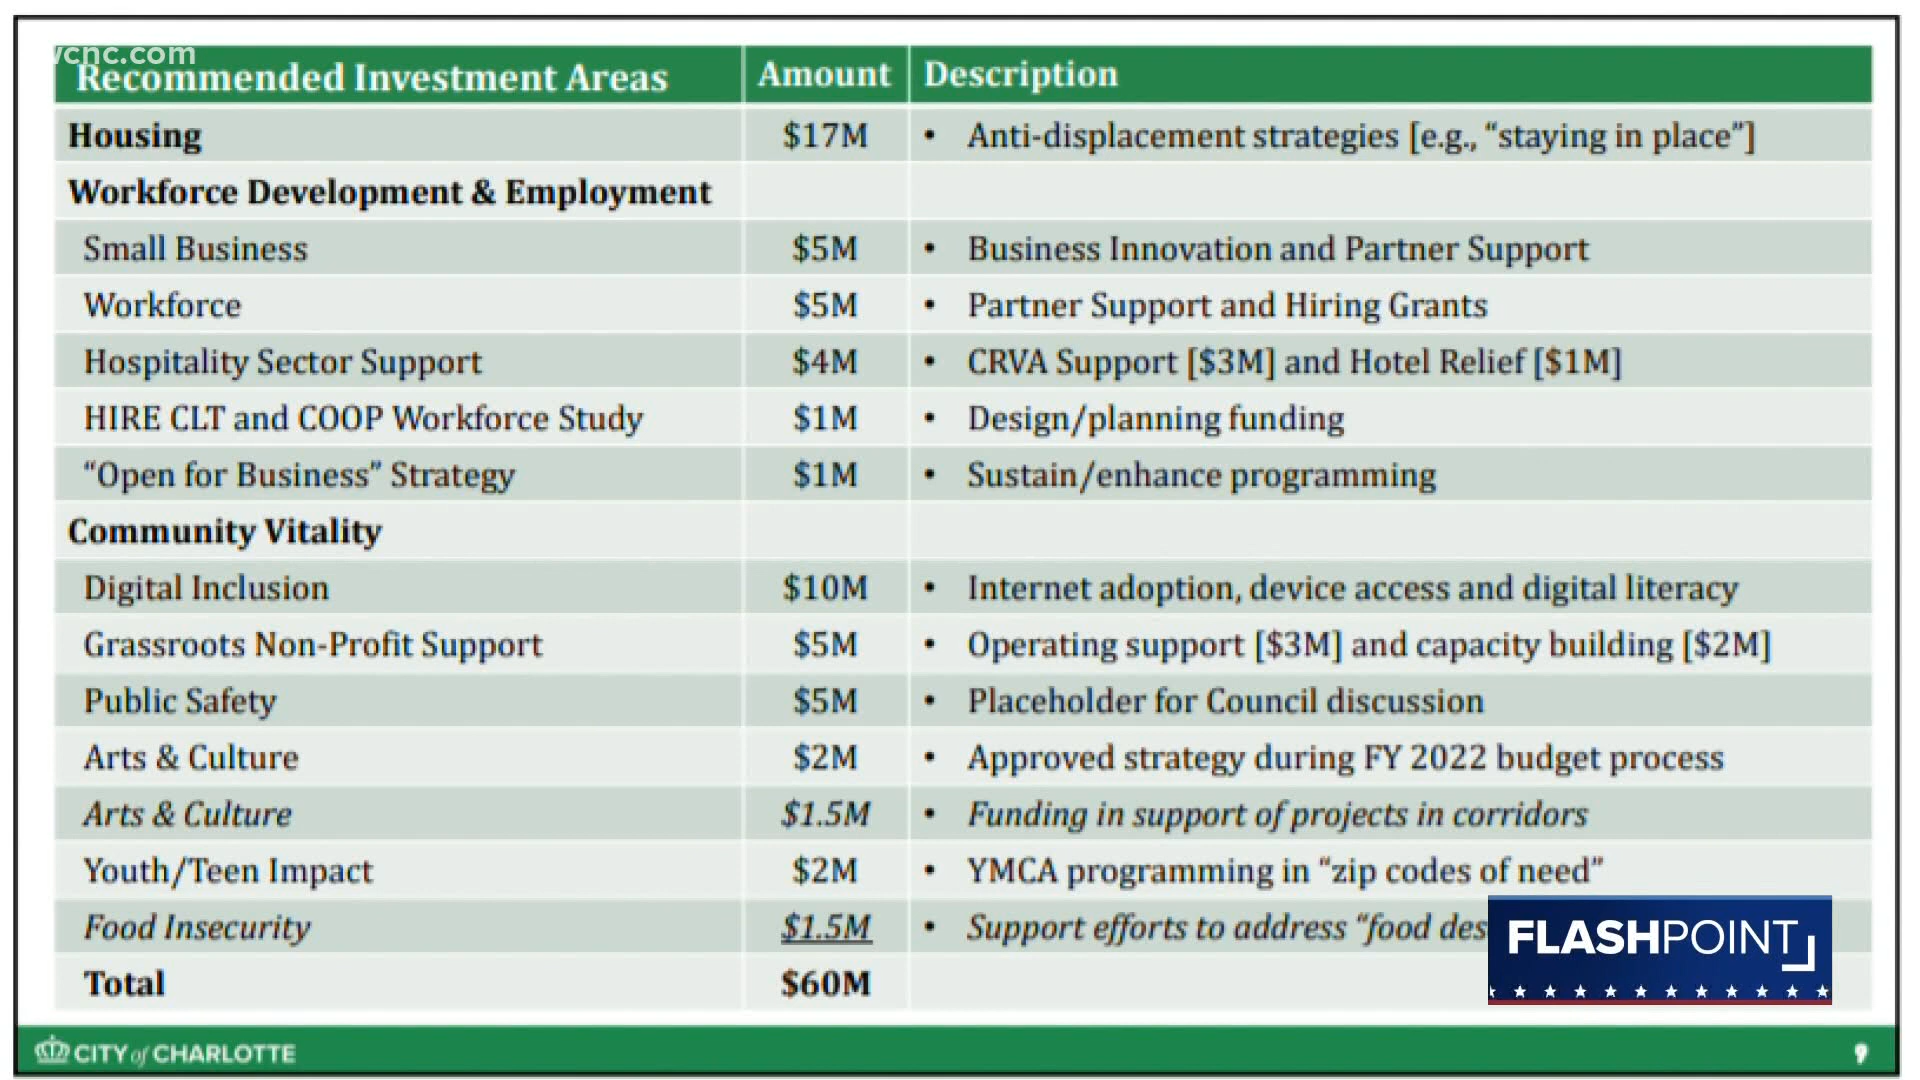 wcnc.com
Recommended Investment Areas Amount Description
Housing $17M • Anti-displacement strategies [e.g., “staying in place”]
Workforce Development & Employment
Small Business $5M • Business Innovation and Partner Support
Workforce $5M • Partner Support and Hiring Grants
Hospitality Sector Support $4M • CRVA Support [$3M] and Hotel Relief [$1M]
HIRE CLT and COOP Workforce Study $1M • Design/planning funding
“Open for Business” Strategy $1M • Sustain/enhance programming
Community Vitality
Digital Inclusion $10M • Internet adoption, device access and digital literacy
Grassroots Non-Profit Support $5M • Operating support [$3M] and capacity building [$2M]
Public Safety $5M • Placeholder for Council discussion
Arts & Culture $2M • Approved strategy during FY 2022 budget process
Arts & Culture $1.5M • Funding in support of projects in corridors
Youth/Teen Impact $2M • YMCA programming in “zip codes of need”
Food Insecurity $1.5M • Support efforts to address “food des
FLASHPOINT
Total $60M
CITY of CHARLOTTE
9